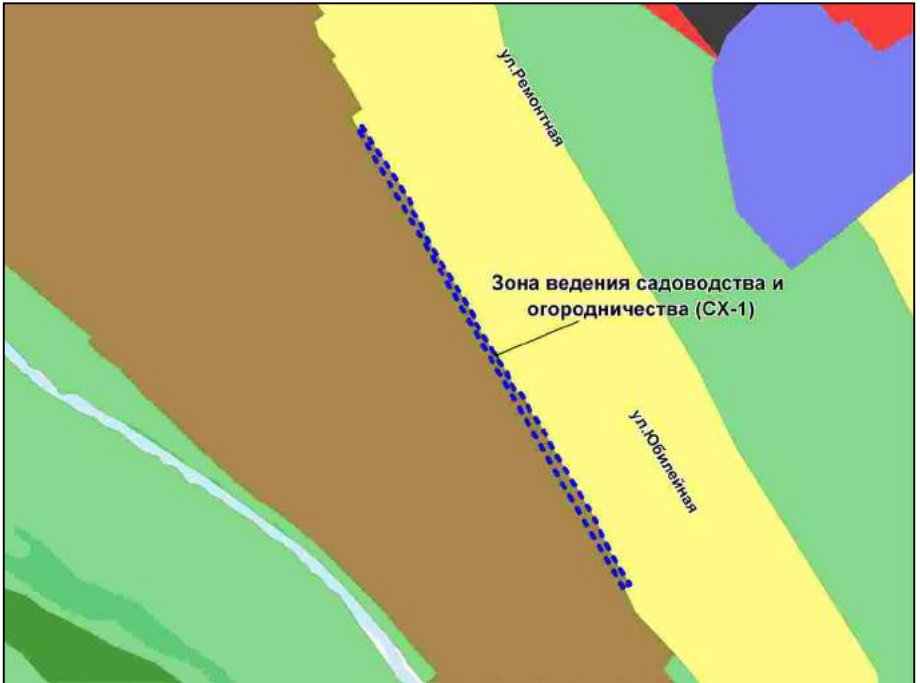 ул.Ремонтная
Зона ведения садоводства и
огородничества (СХ-1)
ул.Юбилейная